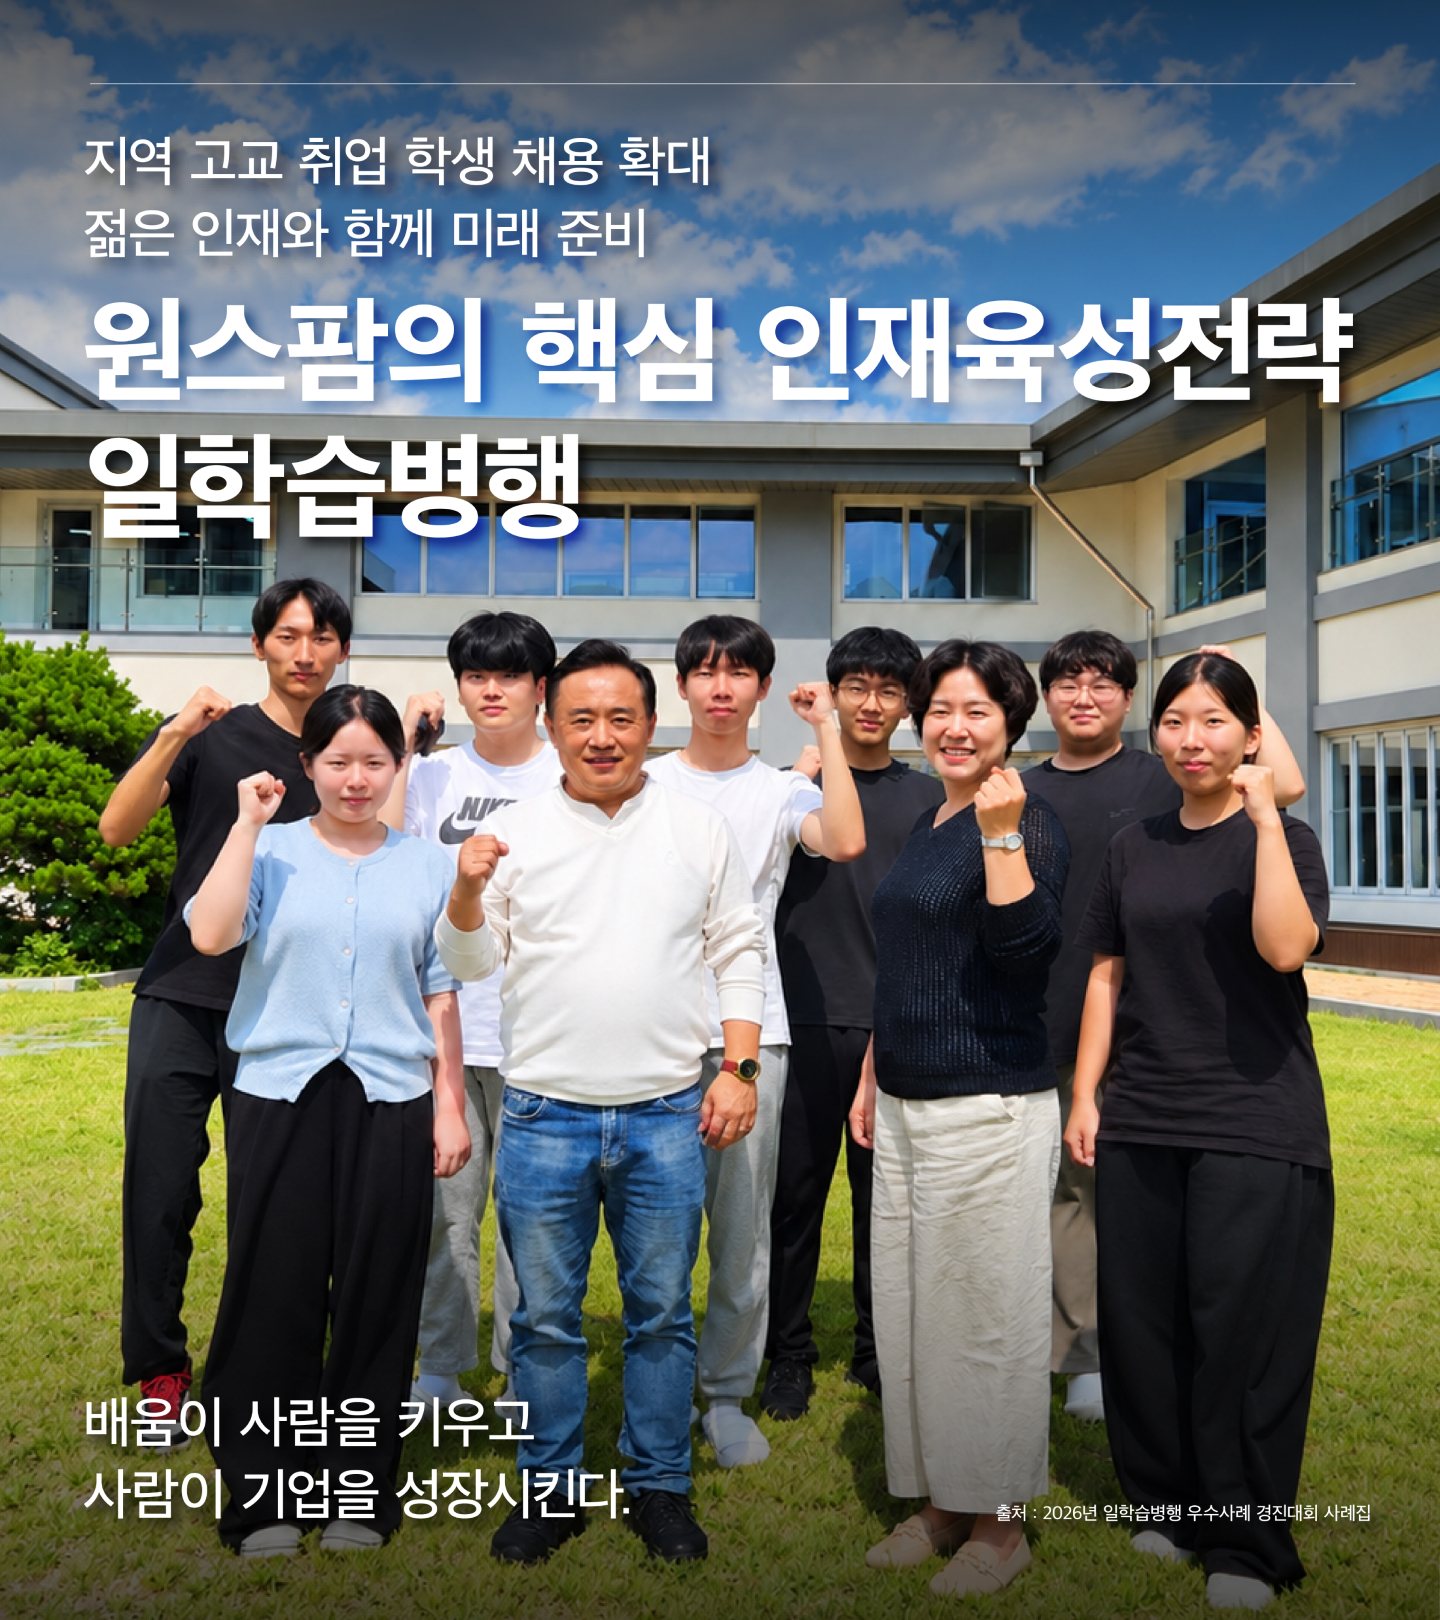 지역 고교 취업 학생 채용 확대
젊은 인재와 함께 미래 준비
원스팜의 핵심 인재육성전략
일학습병행
배움이 사람을 키우고
사람이 기업을 성장시킨다.
출처 : 2026년 일학습병행 우수사례 경진대회 사례집